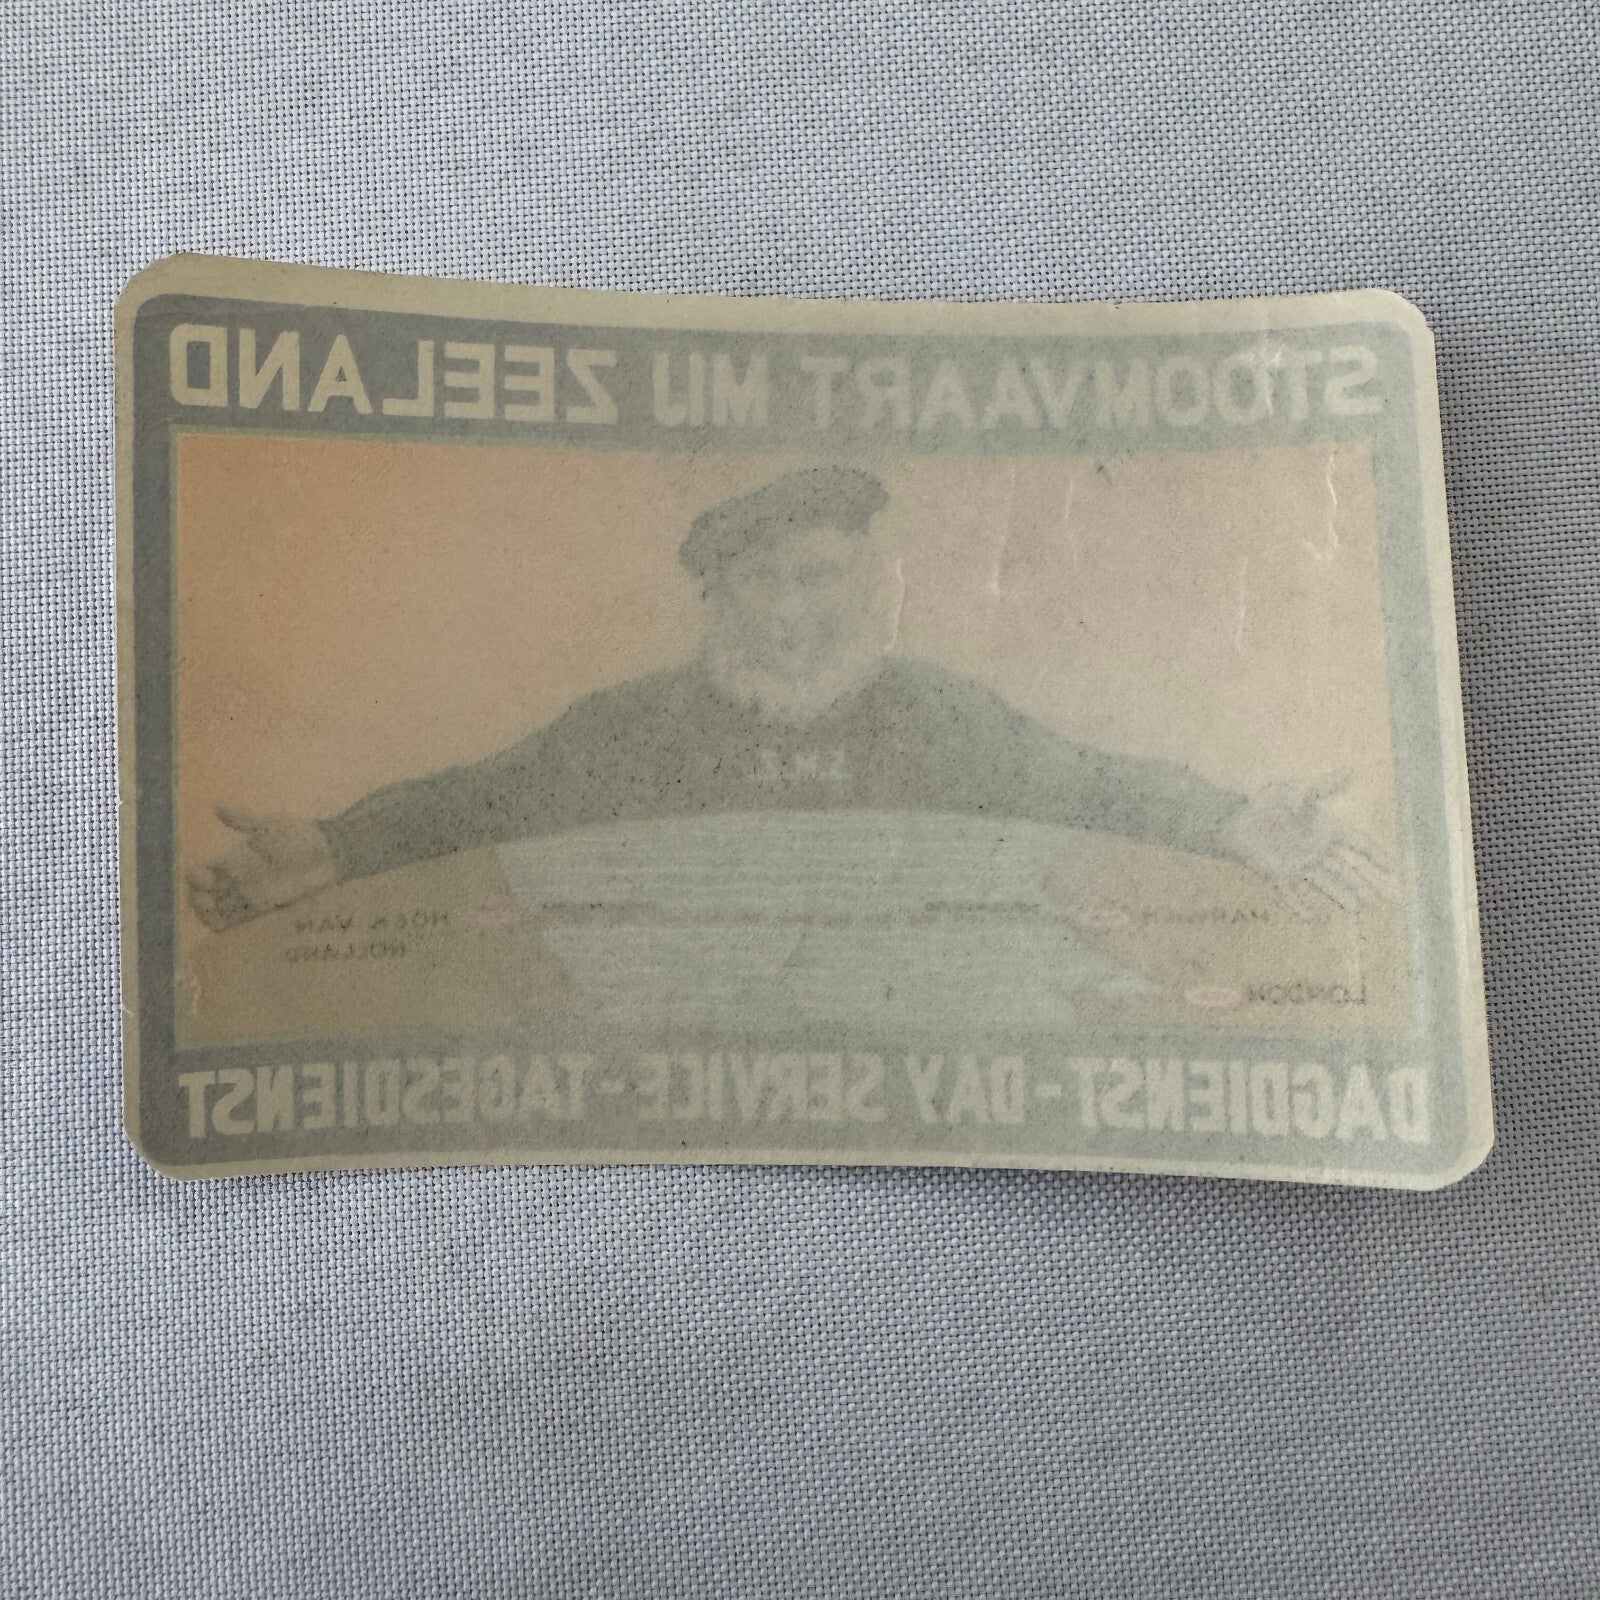 STOOMVAART MIJ ZEELAND
S.M.Z.
HARWICH
HOEK VAN
HOLLAND
LONDON
DAGDIENST-DAY SERVICE-TAGESDIENST